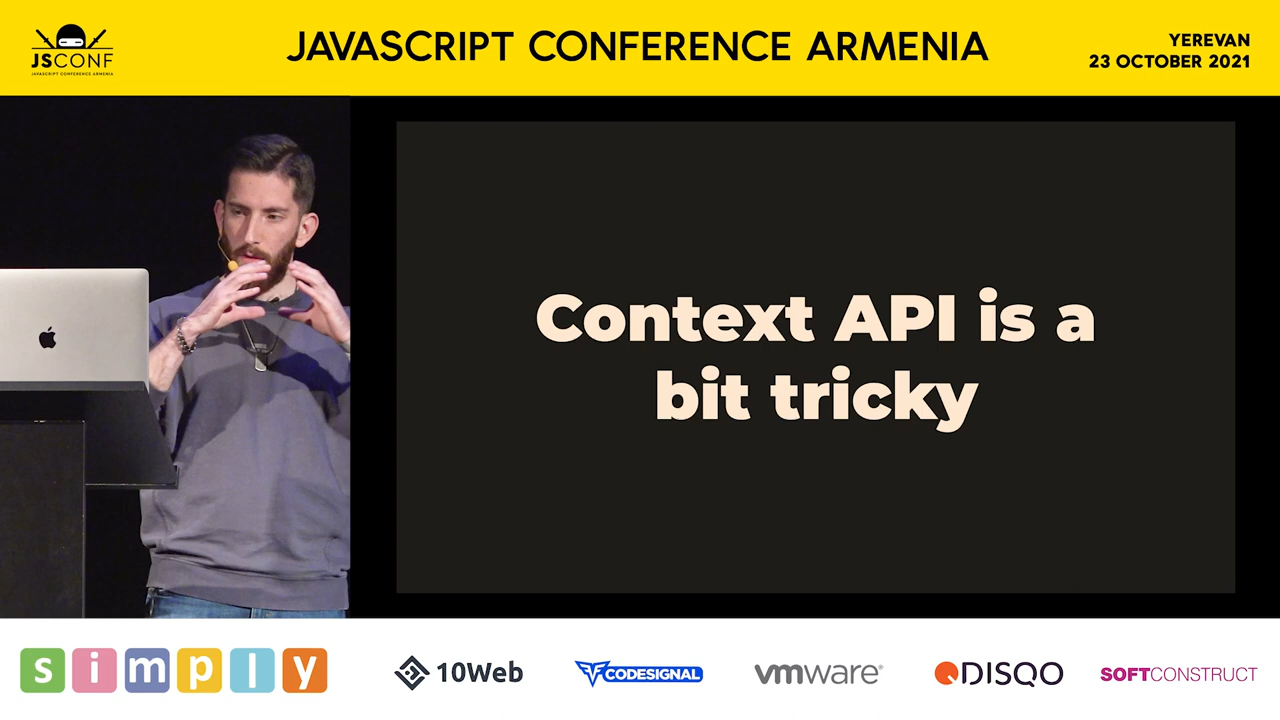 JSCONF
JAVASCRIPT CONFERENCE ARMENIA
JAVASCRIPT CONFERENCE ARMENIA
YEREVAN
23 OCTOBER 2021
Context API is a
bit tricky
simply
10Web
CODESIGNAL
vmware®
DISQO
SOFTCONSTRUCT